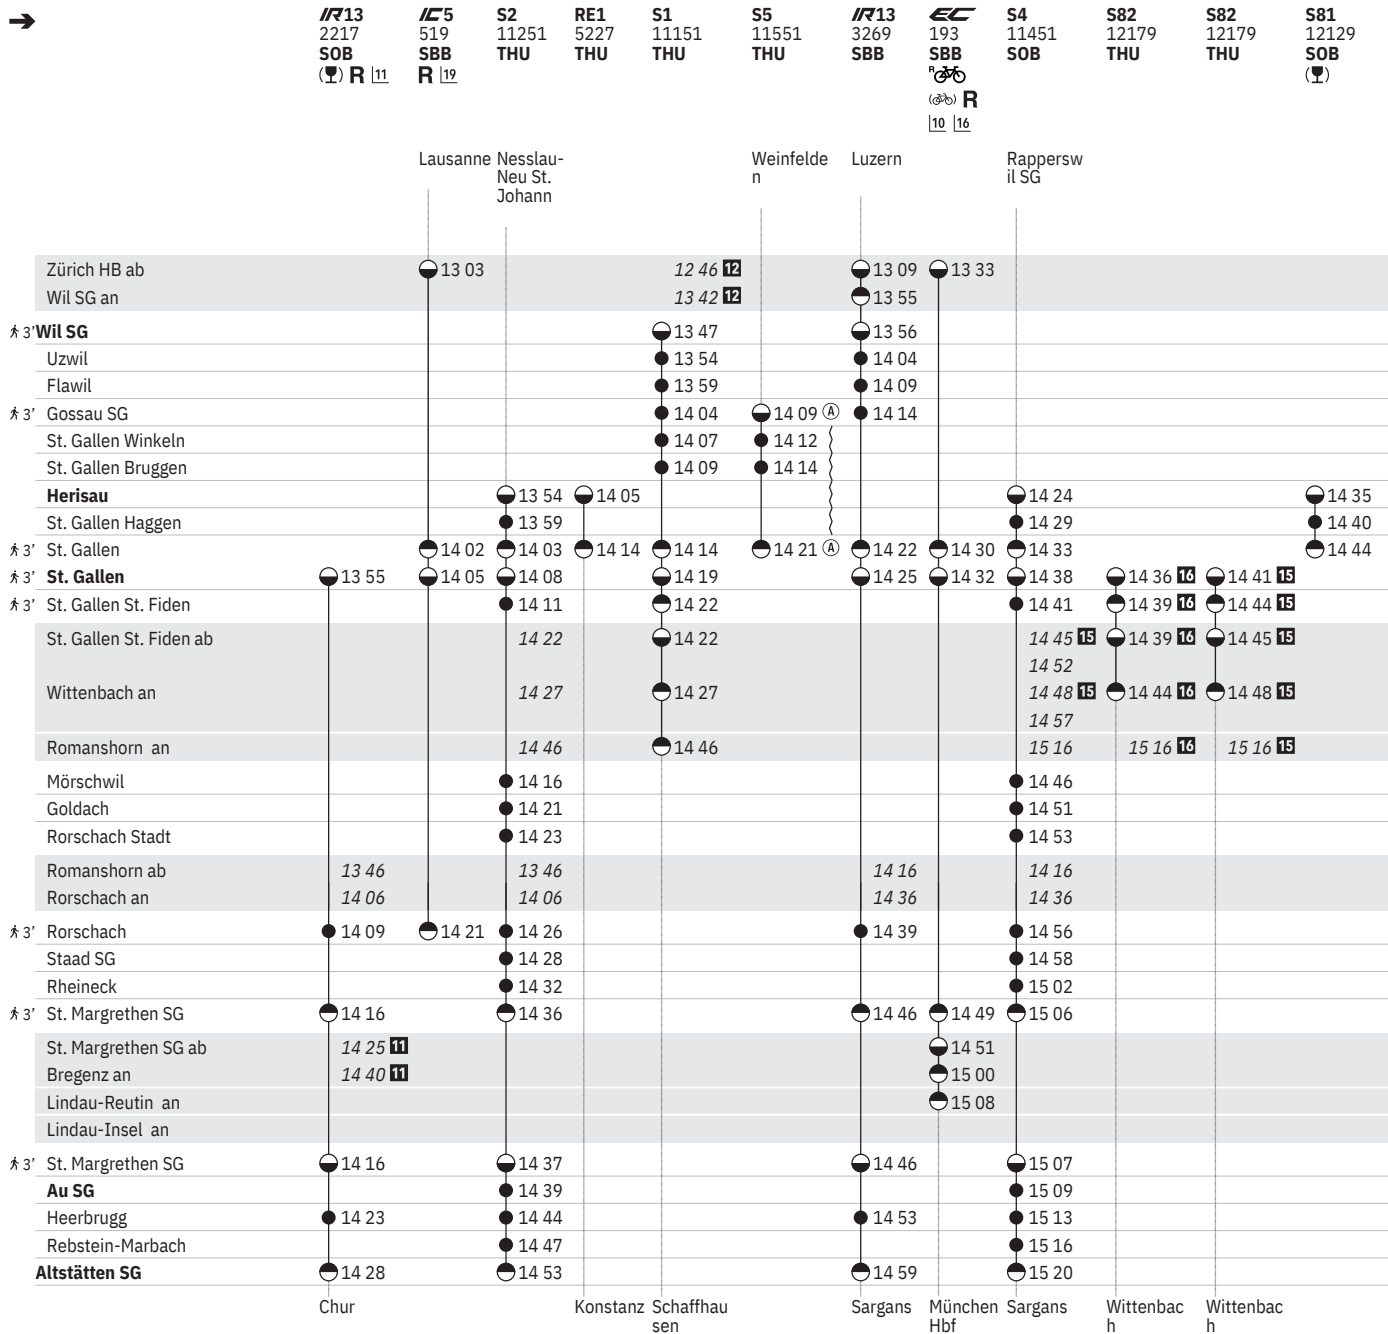 IR13 IC5 S2 RE1 S1 S5 IR13 EC S4 S82 S82 S81
2217 519 11251 5227 11151 11551 3269 193 11451 12179 12179 12129
SOB SBB THU THU THU THU SBB SBB SOB THU THU SOB
R 11 R 19 R
R
10 16
Lausanne Nesslau- Weinfelde Luzern Rappersw
Neu St. n il SG
Johann
Zürich HB ab 13 03 12 46 12 13 09 13 33
Wil SG an 13 42 12 13 55
3' Wil SG 13 47 13 56
Uzwil 13 54 14 04
Flawil 13 59 14 09
3' Gossau SG 14 04 14 09 A 14 14
St. Gallen Winkeln 14 07 14 12
St. Gallen Bruggen 14 09 14 14
Herisau 13 54 14 05 14 24 14 35
St. Gallen Haggen 13 59 14 29 14 40
3' St. Gallen 14 02 14 03 14 14 14 14 14 21 A 14 22 14 30 14 33 14 44
3' St. Gallen 13 55 14 05 14 08 14 19 14 25 14 32 14 38 14 36 16 14 41 15
3' St. Gallen St. Fiden 14 11 14 22 14 41 14 39 16 14 44 15
St. Gallen St. Fiden ab 14 22 14 22 14 45 15 14 39 16 14 45 15
14 52
Wittenbach an 14 27 14 27 14 48 15 14 44 16 14 48 15
14 57
Romanshorn an 14 46 14 46 15 16 15 16 16 15 16 15
Mörschwil 14 16 14 46
Goldach 14 21 14 51
Rorschach Stadt 14 23 14 53
Romanshorn ab 13 46 13 46 14 16 14 16
Rorschach an 14 06 14 06 14 36 14 36
3' Rorschach 14 09 14 21 14 26 14 39 14 56
Staad SG 14 28 14 58
Rheineck 14 32 15 02
3' St. Margrethen SG 14 16 14 36 14 46 14 49 15 06
St. Margrethen SG ab 14 25 11 14 51
Bregenz an 14 40 11 15 00
Lindau-Reutin an 15 08
Lindau-Insel an
3' St. Margrethen SG 14 16 14 37 14 46 15 07
Au SG 14 39 15 09
Heerbrugg 14 23 14 44 14 53 15 13
Rebstein-Marbach 14 47 15 16
Altstätten SG 14 28 14 53 14 59 15 20
Chur Konstanz Schaffhau Sargans München Sargans Wittenbac Wittenbac
sen Hbf h h